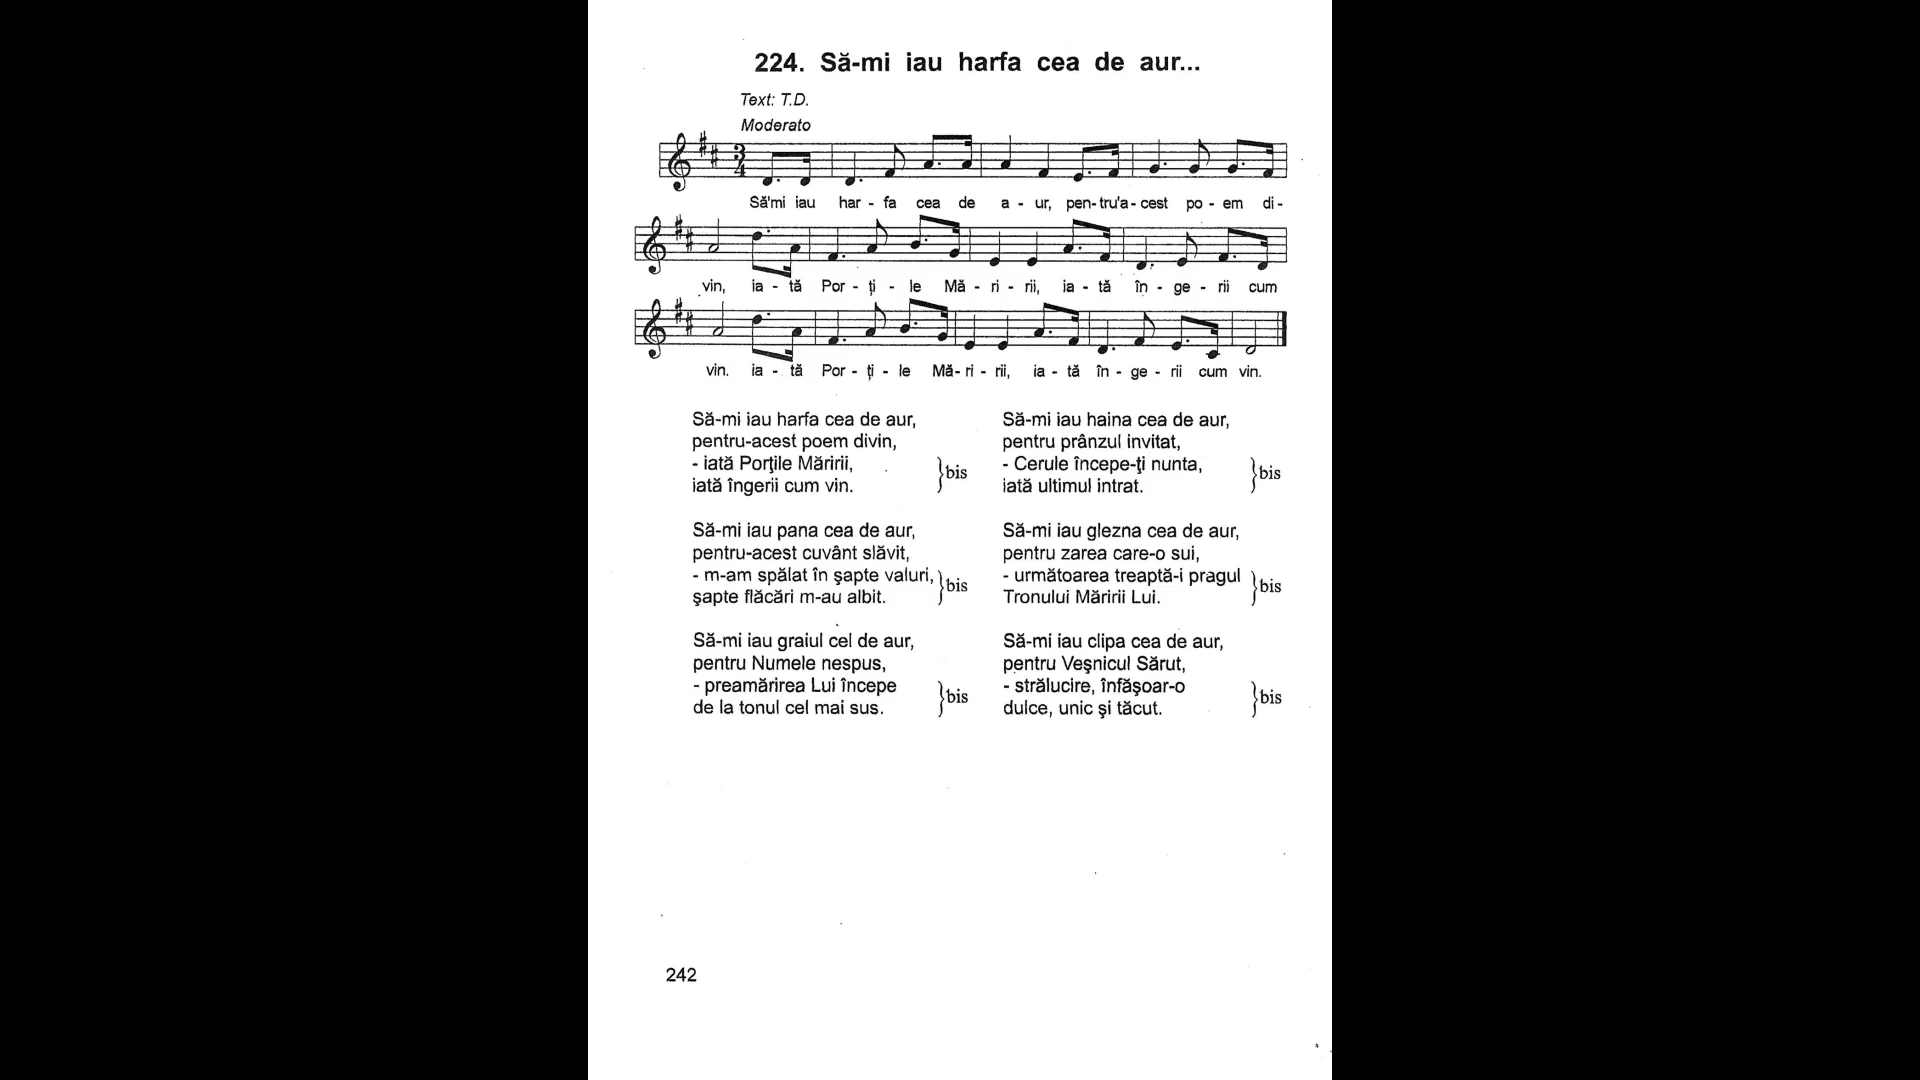 224. Să-mi iau harfa cea de aur...
Text: T.D.
Moderato
3
4
Să'mi iau har - fa cea de a - ur, pen-tru'a-cest po - em di-
vin, ia - tă Por - ţi - le Mă - ri - rii, ia - tă în - ge - rii cum
vin. ia - tă Por - ţi - le Mă- ri - rii, ia - tă în - ge - rii cum vin.
Să-mi iau harfa cea de aur,
pentru-acest poem divin,
- iată Porţile Măririi,
iată îngerii cum vin.
}bis
Să-mi iau pana cea de aur,
pentru-acest cuvânt slăvit,
- m-am spălat în şapte valuri,
şapte flăcări m-au albit.
}bis
Să-mi iau graiul cel de aur,
pentru Numele nespus,
- preamărirea Lui începe
de la tonul cel mai sus.
}bis
Să-mi iau haina cea de aur,
pentru prânzul invitat,
- Cerule începe-ţi nunta,
iată ultimul intrat.
}bis
Să-mi iau glezna cea de aur,
pentru zarea care-o sui,
- următoarea treaptă-i pragul
Tronului Măririi Lui.
}bis
Să-mi iau clipa cea de aur,
pentru Veşnicul Sărut,
- strălucire, înfăşoar-o
dulce, unic şi tăcut.
}bis
242